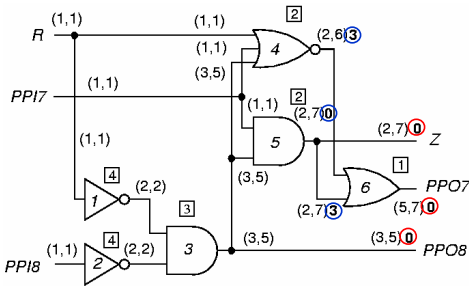 (1,1) (1,1) 2
R 4 (2,6) 3
(1,1)
(3,5)
PPI7 (1,1) 2
(1,1) (2,7) 0
5 (2,7) 0
Z
(1,1) (3,5) 1
4 6 PPO7
1 (2,2) 3 (2,7) 3 (5,7) 0
4
PPI8 (1,1) 2 (2,2) 3 (3,5) (3,5) 0
PPO8